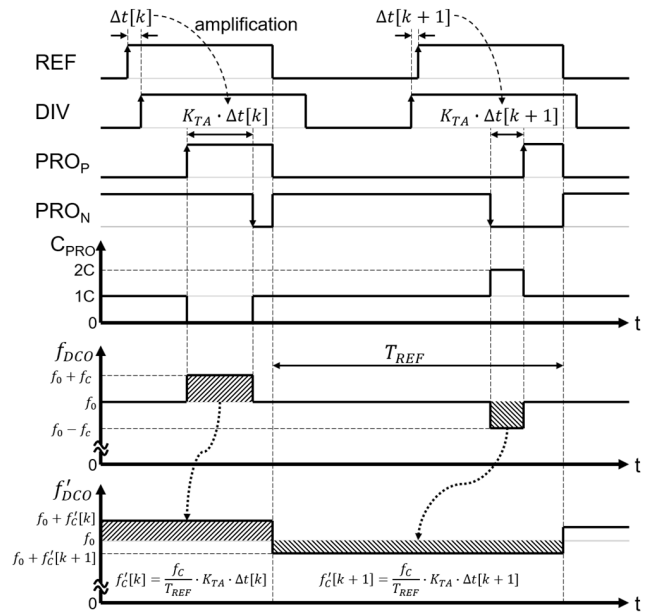 Δt[k] amplification Δt[k + 1]
REF
DIV
K_TA · Δt[k] K_TA · Δt[k + 1]
PRO_P
PRO_N
C_PRO
2C
1C
0 t
f_DCO
T_REF
f_0 + f_C
f_0
f_0 − f_c
0 t
f'_DCO
f_0 + f'_C[k]
f_0
f_0 + f'_C[k + 1]
f'_C[k] = f_C/T_REF · K_TA · Δt[k] f'_C[k + 1] = f_C/T_REF · K_TA · Δt[k + 1]
0 t